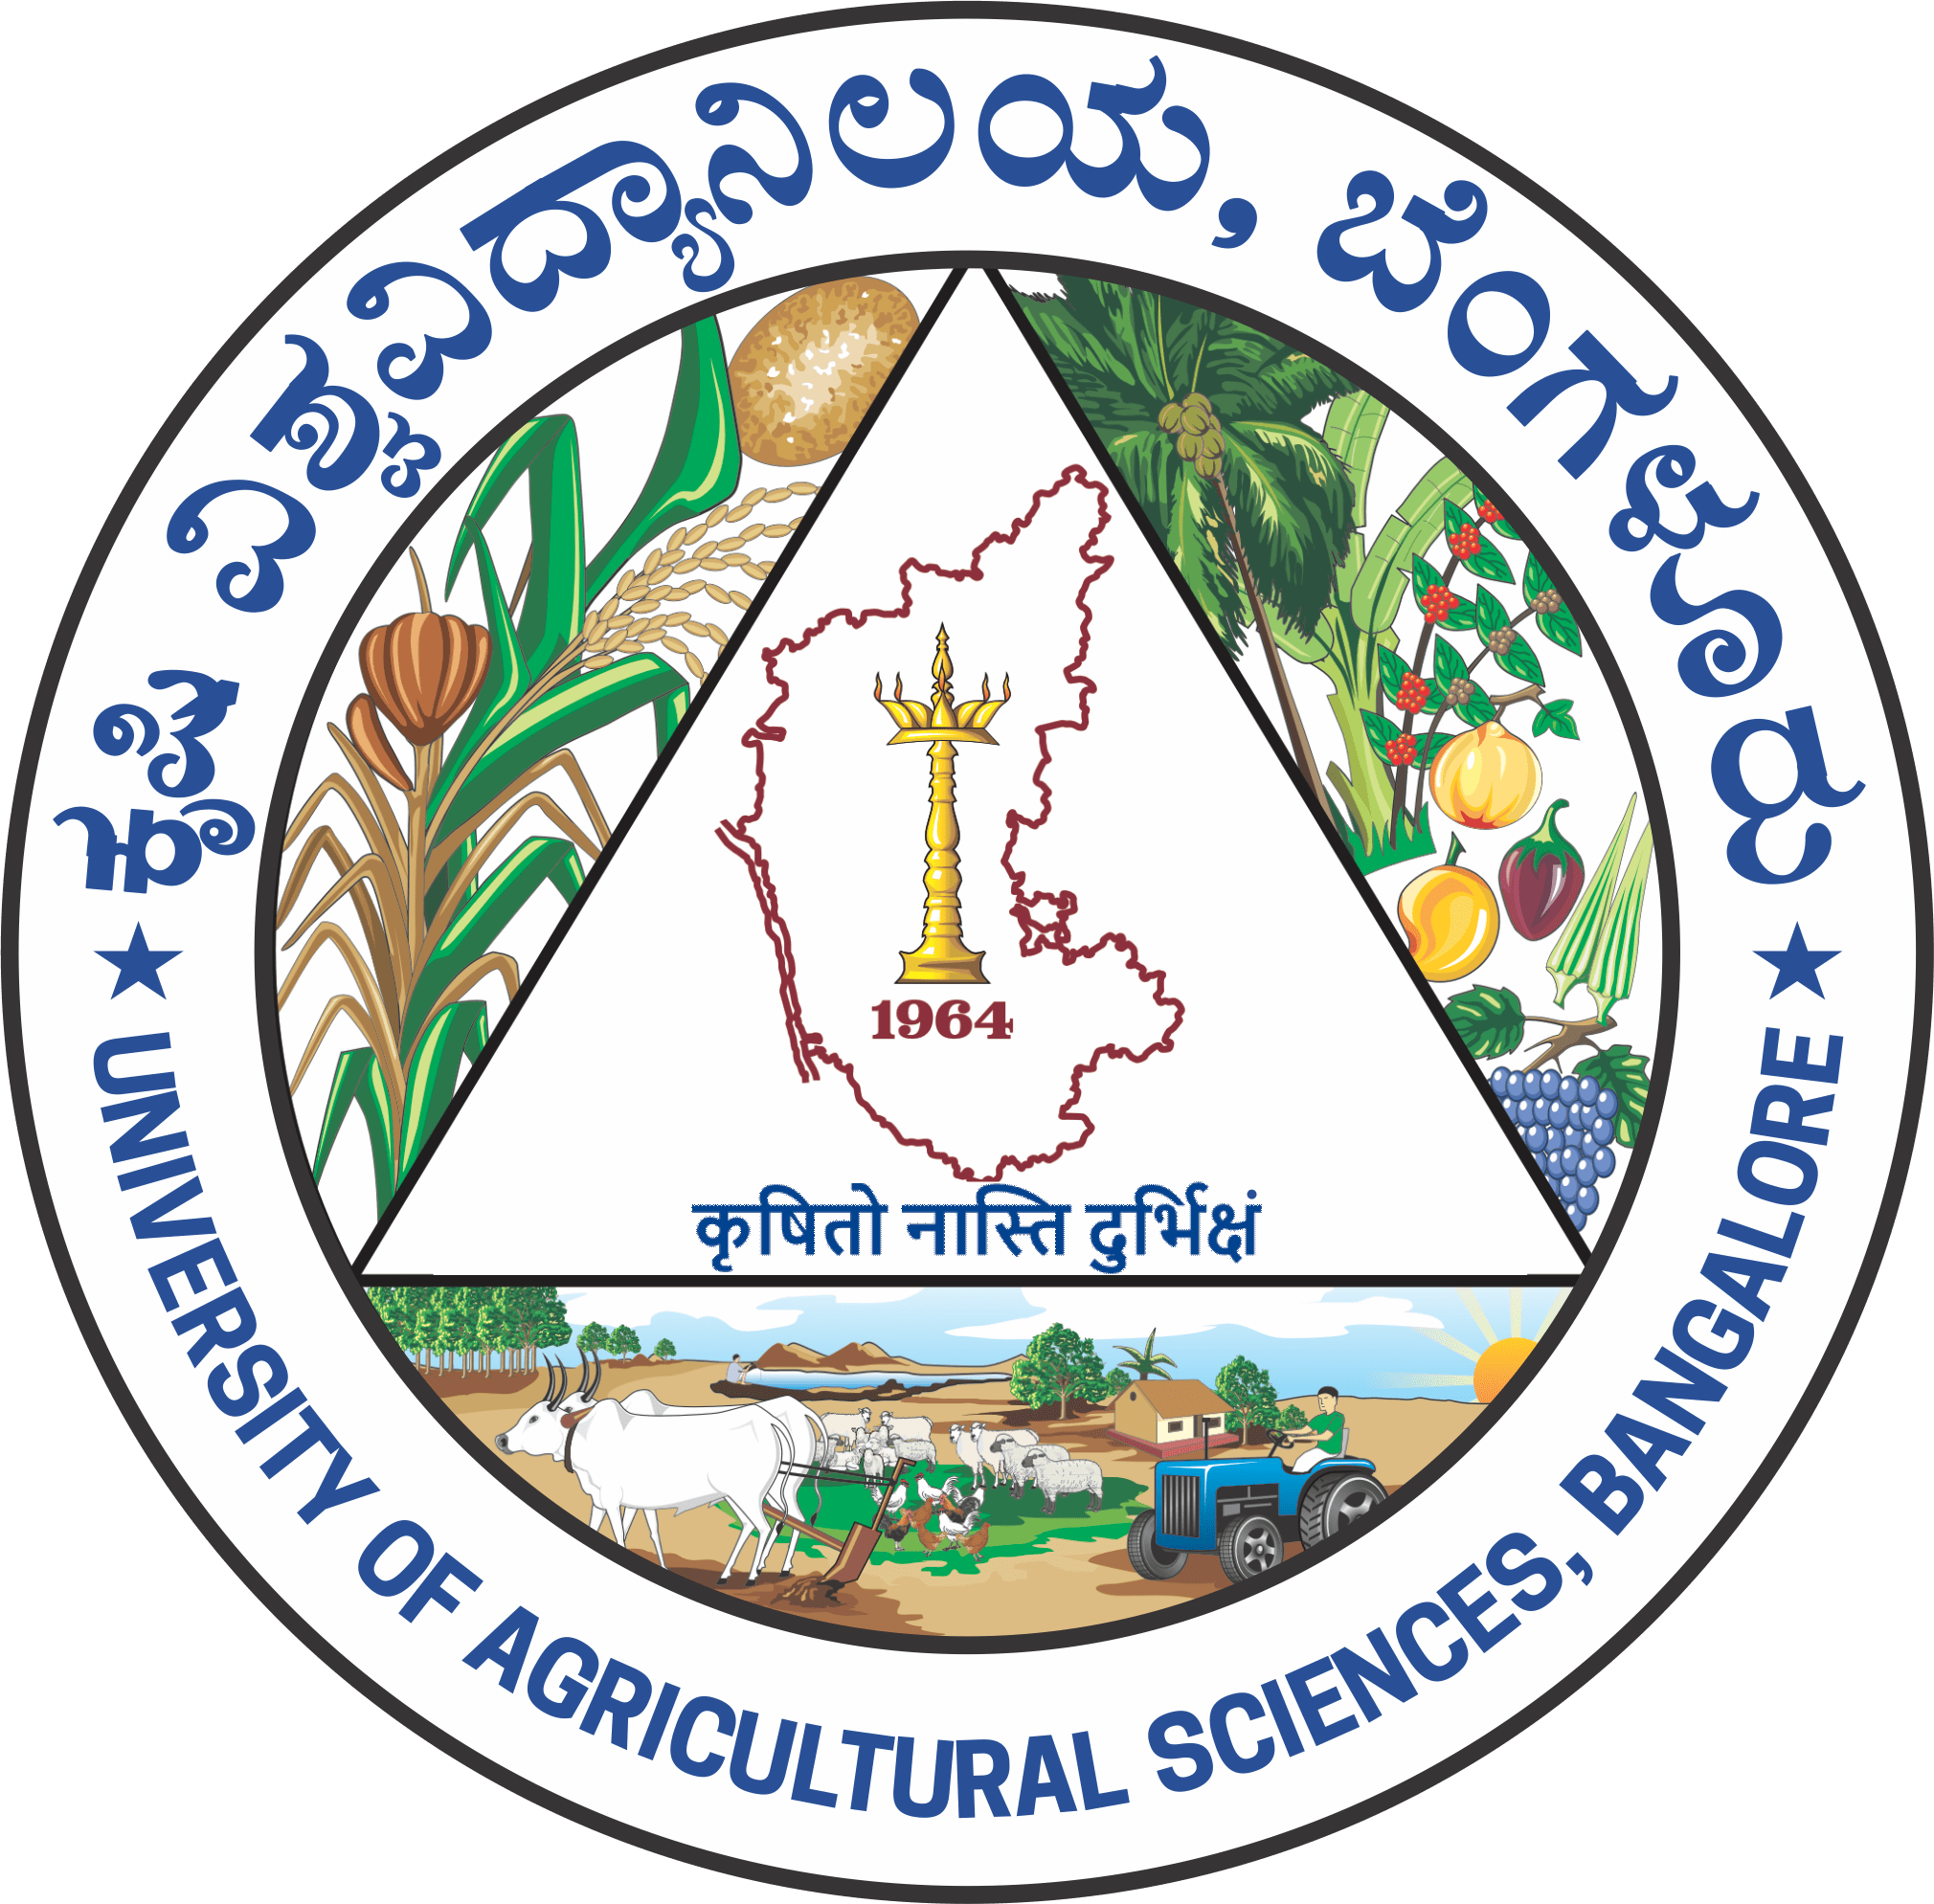 ಕೃಷಿ ವಿಶ್ವವಿದ್ಯಾನಿಲಯ, ಬೆಂಗಳೂರು
1964
कृषितो नास्ति दुर्भिक्षं
★ UNIVERSITY OF AGRICULTURAL SCIENCES, BANGALORE ★